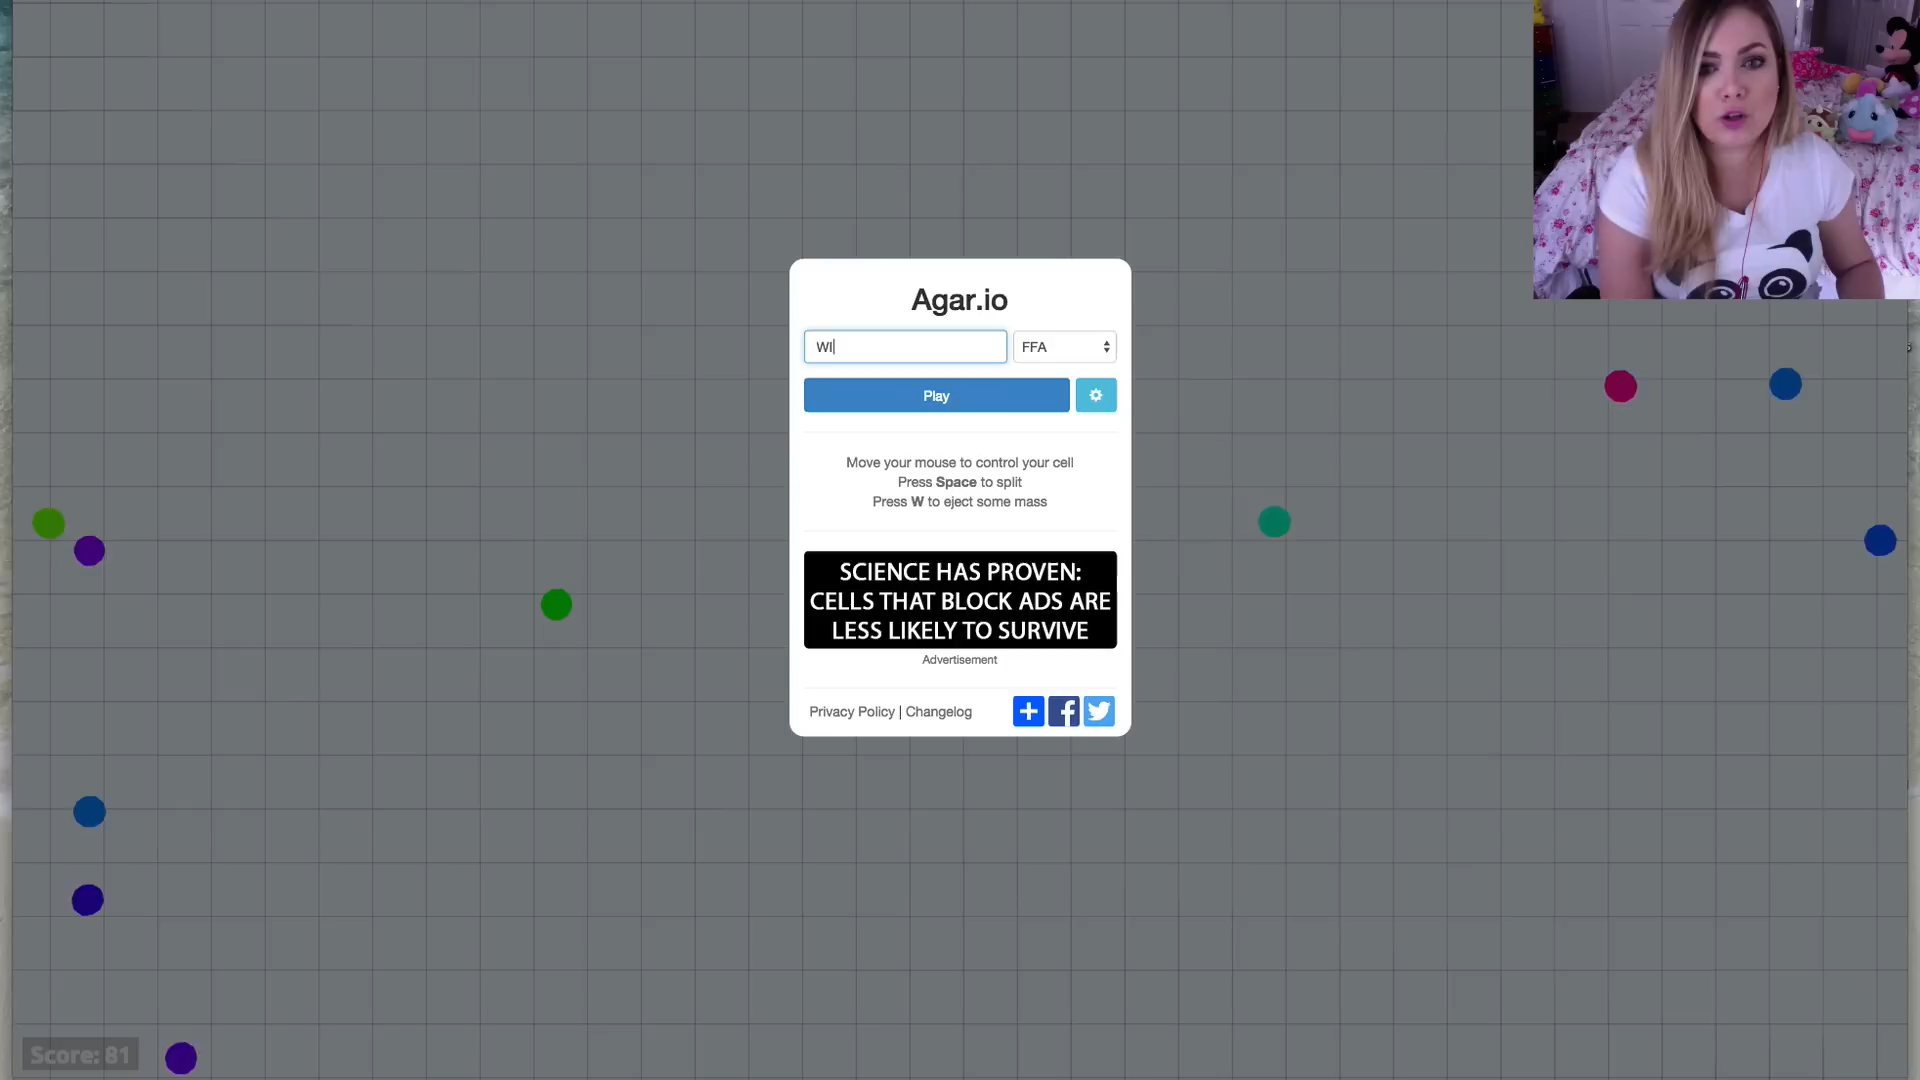 Agar.io
WI
FFA
Play
Move your mouse to control your cell
Press Space to split
Press W to eject some mass
SCIENCE HAS PROVEN:
CELLS THAT BLOCK ADS ARE
LESS LIKELY TO SURVIVE
Advertisement
Privacy Policy | Changelog
Score: 81